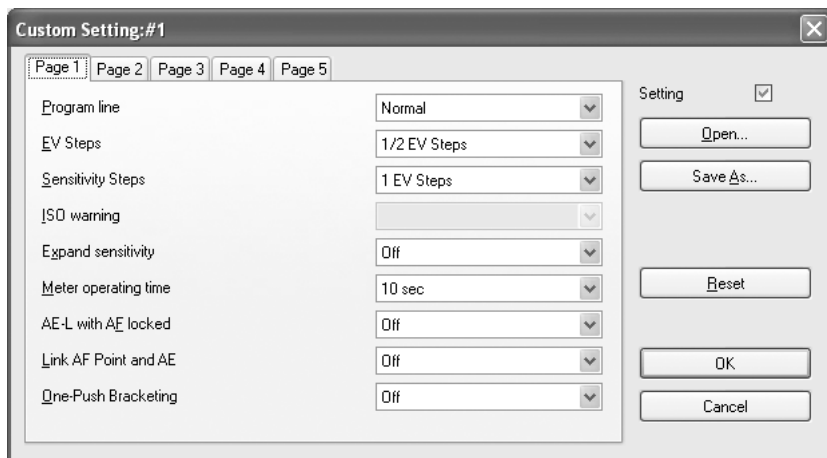 Custom Setting:#1
Page 1 Page 2 Page 3 Page 4 Page 5
Program line Normal
EV Steps 1/2 EV Steps
Sensitivity Steps 1 EV Steps
ISO warning
Expand sensitivity Off
Meter operating time 10 sec
AE-L with AF locked Off
Link AF Point and AE Off
One-Push Bracketing Off
Setting
Open...
Save As...
Reset
OK
Cancel